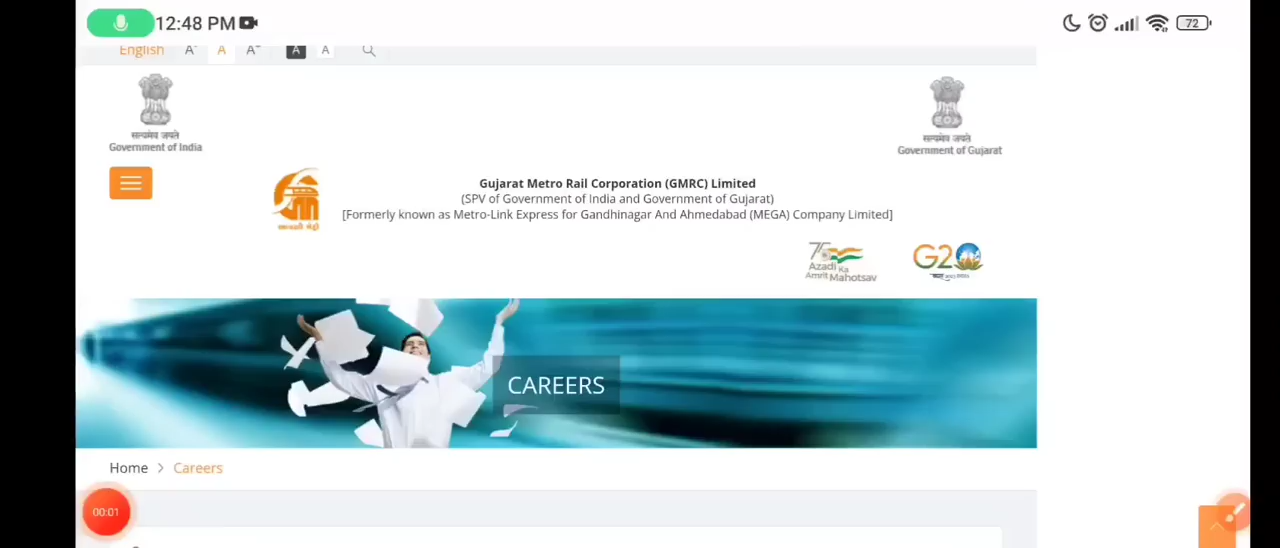 12:48 PM
72
English A- A A+ A A
सत्यमेव जयते
Government of India
सत्यमेव जयते
Government of Gujarat
Gujarat Metro Rail Corporation (GMRC) Limited
(SPV of Government of India and Government of Gujarat)
[Formerly known as Metro-Link Express for Gandhinagar And Ahmedabad (MEGA) Company Limited]
75
Azadi Ka
Amrit Mahotsav
G20
CAREERS
Home > Careers
00:01